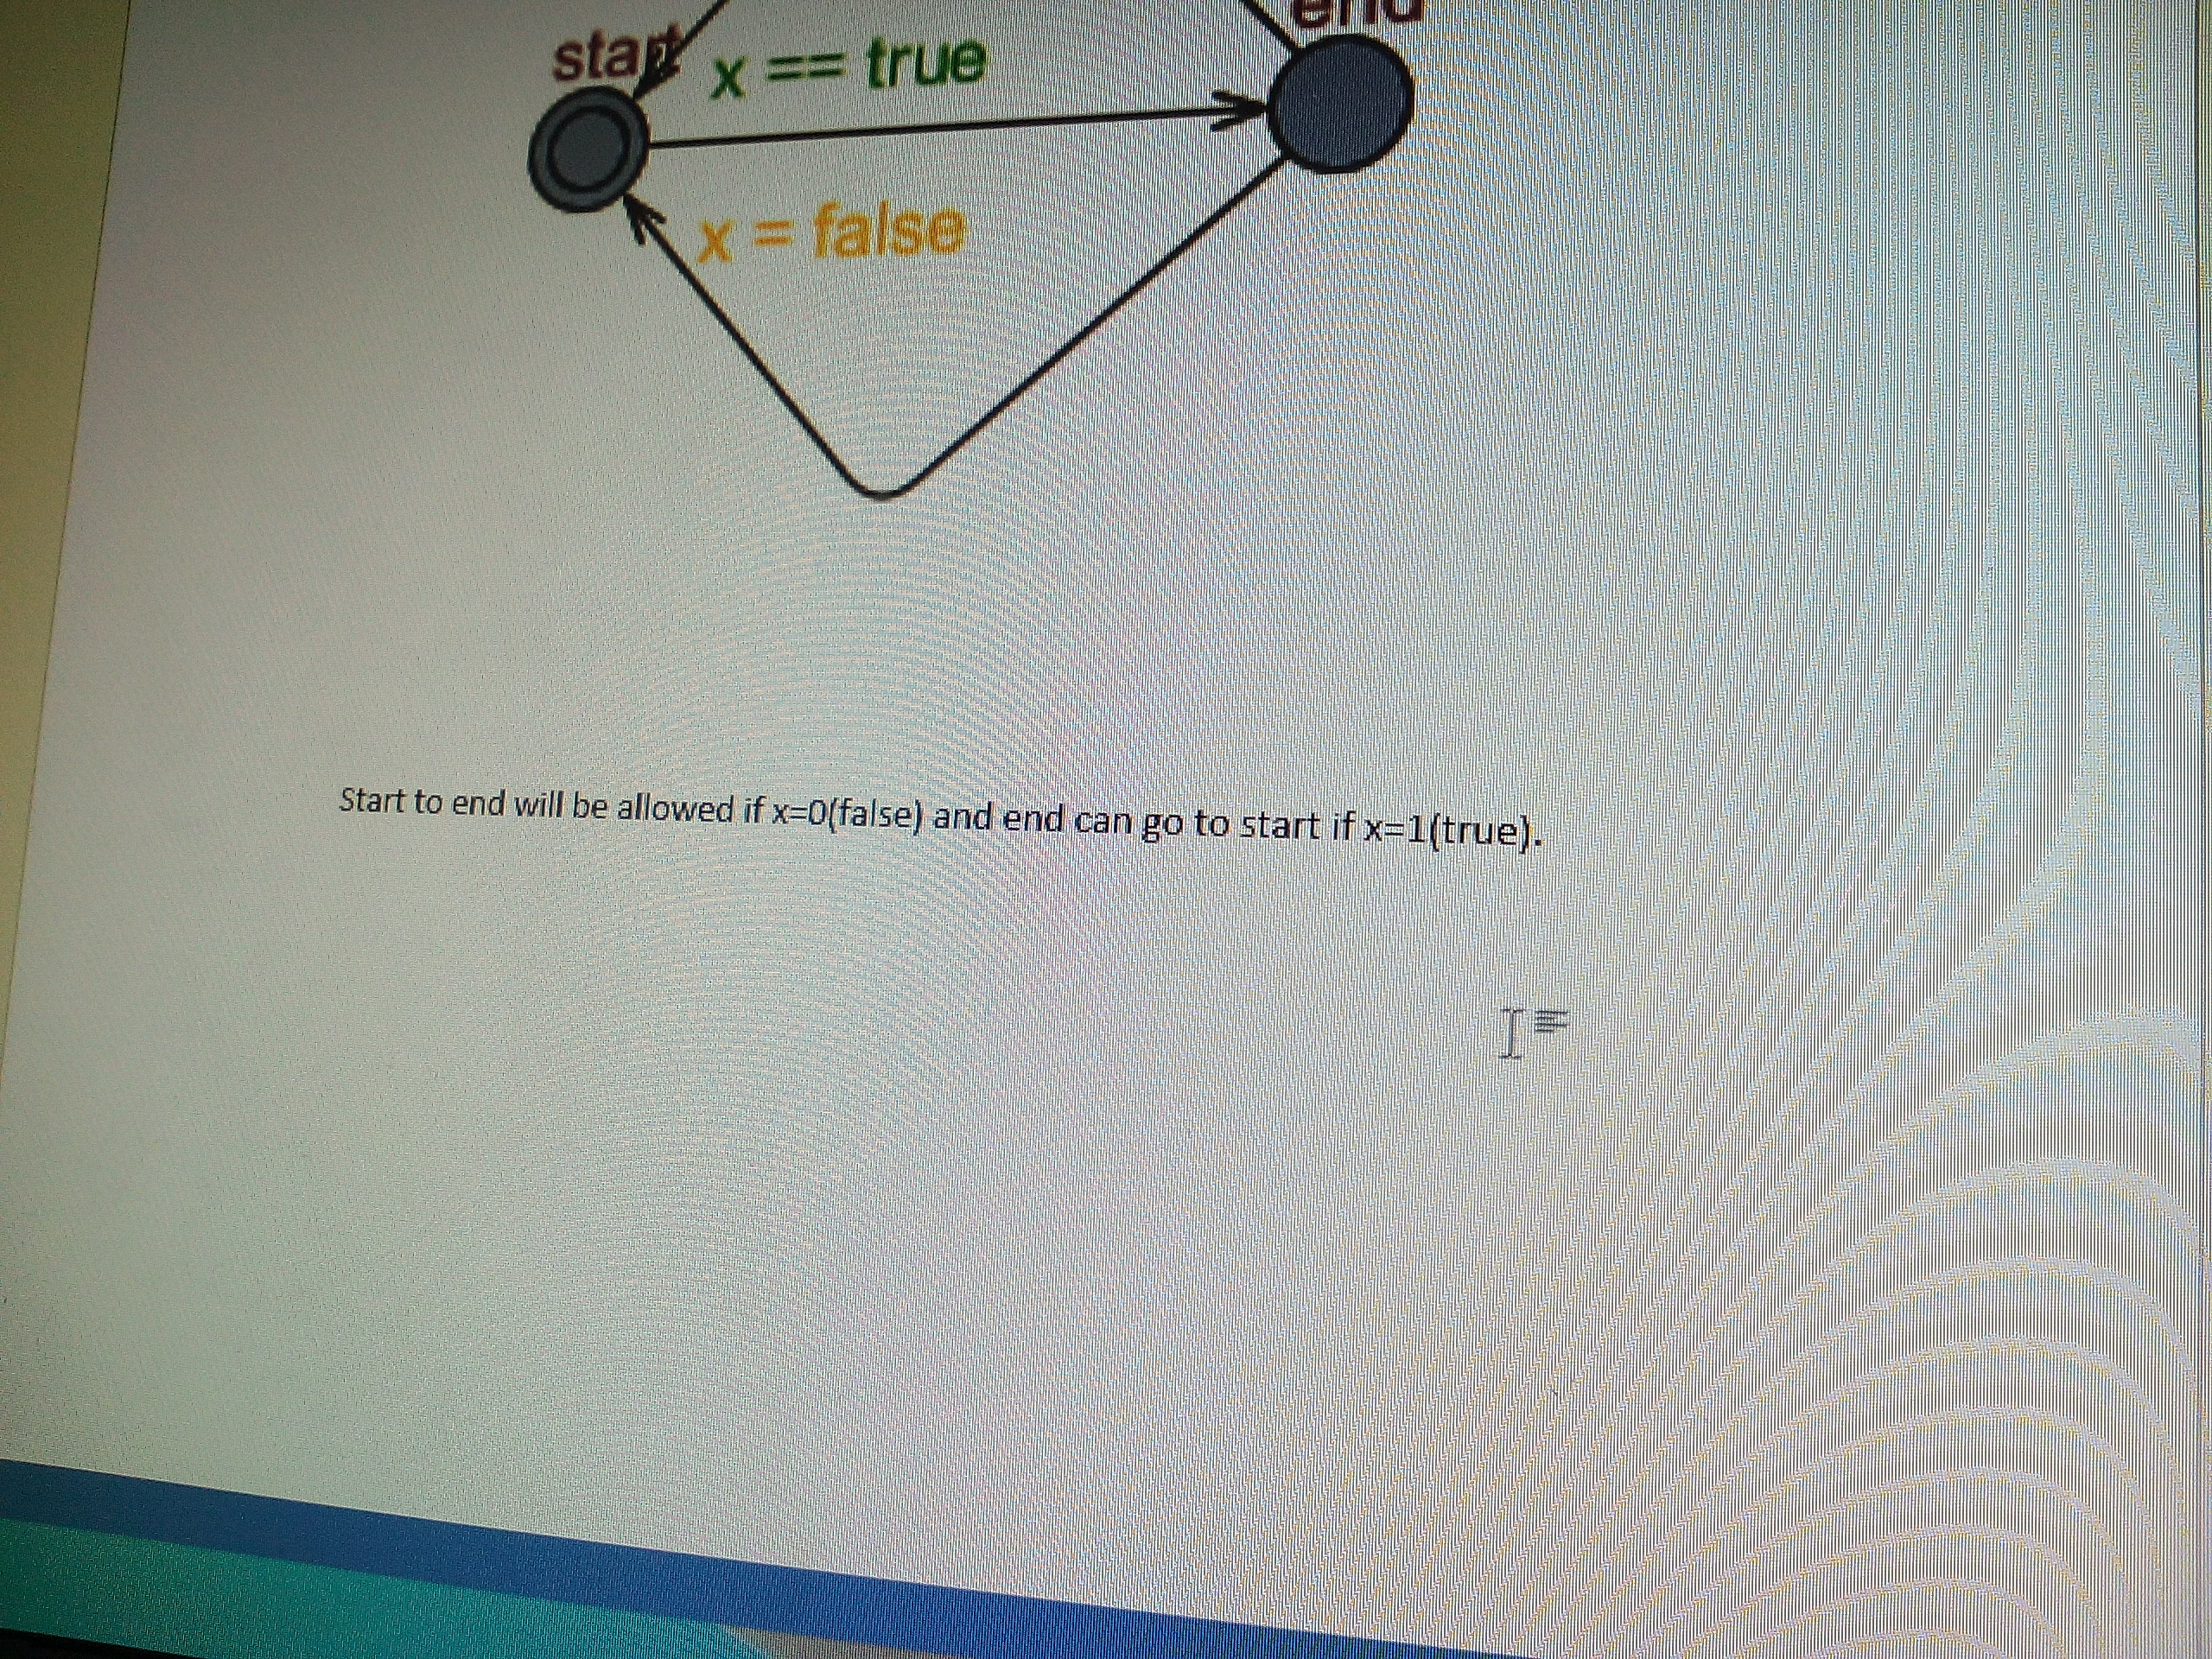 end
start
x == true
x = false
Start to end will be allowed if x=0(false) and end can go to start if x=1(true).